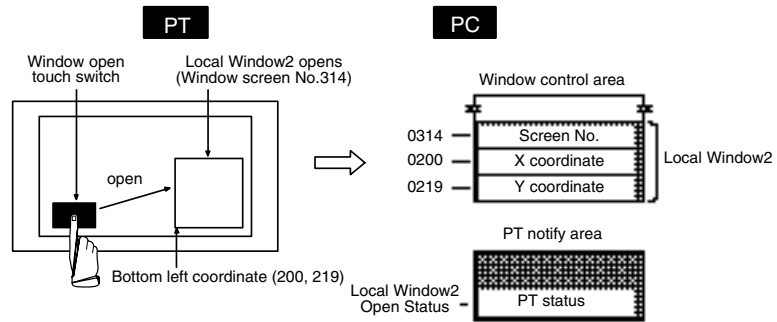 PT
PC
Window open
touch switch
Local Window2 opens
(Window screen No.314)
open
Bottom left coordinate (200, 219)
Window control area
0314
Screen No.
0200
X coordinate
0219
Y coordinate
Local Window2
PT notify area
Local Window2
Open Status
PT status